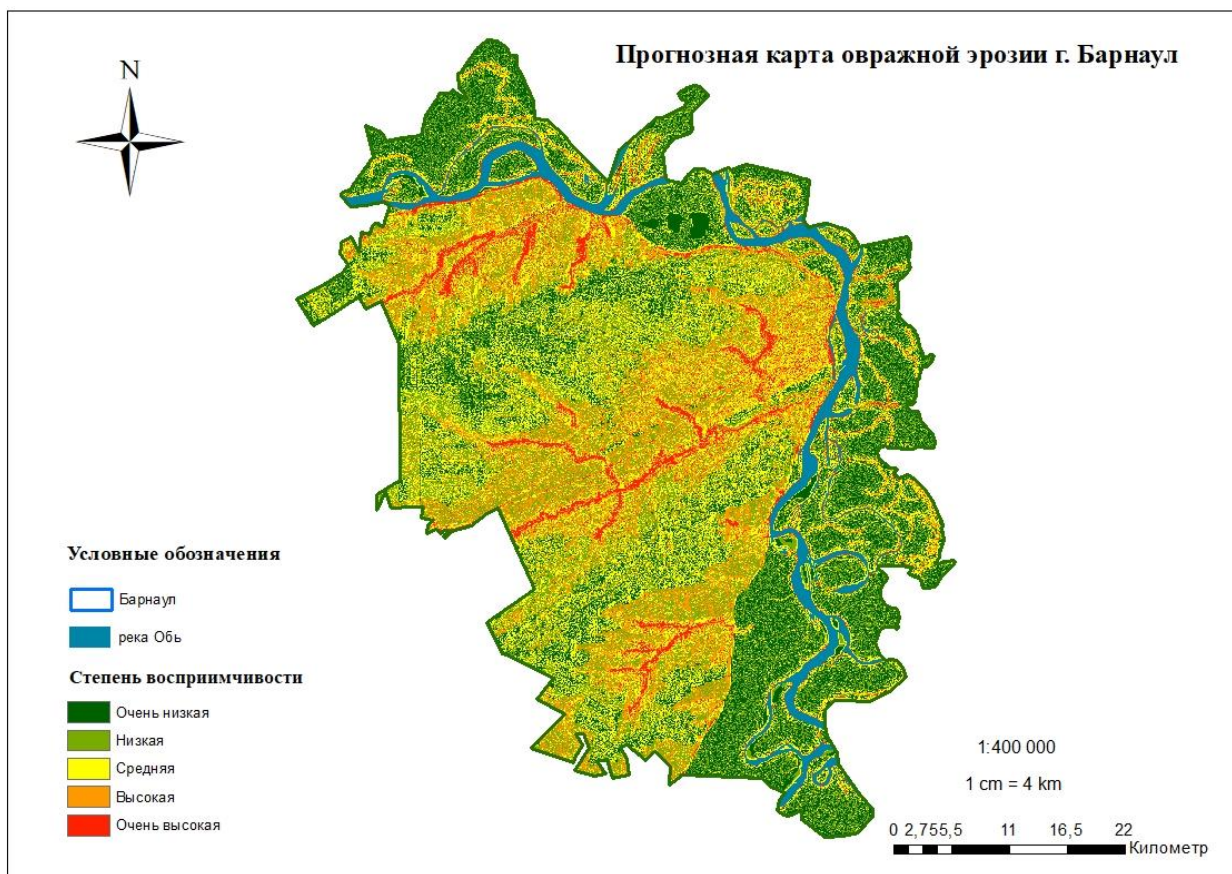 Прогнозная карта овражной эрозии г. Барнаул
N
Условные обозначения
Барнаул
река Обь
Степень восприимчивости
Очень низкая
Низкая
Средняя
Высокая
Очень высокая
1:400 000
1 cm = 4 km
0 2,755,5 11 16,5 22
Километр